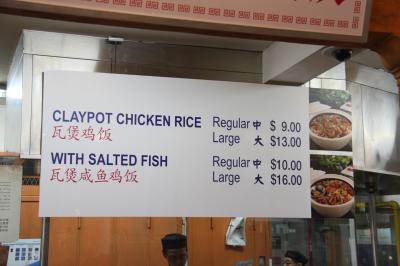 CLAYPOT CHICKEN RICE Regular 中 $ 9.00
瓦煲鸡饭 Large 大 $13.00
WITH SALTED FISH Regular 中 $10.00
瓦煲咸鱼鸡饭 Large 大 $16.00